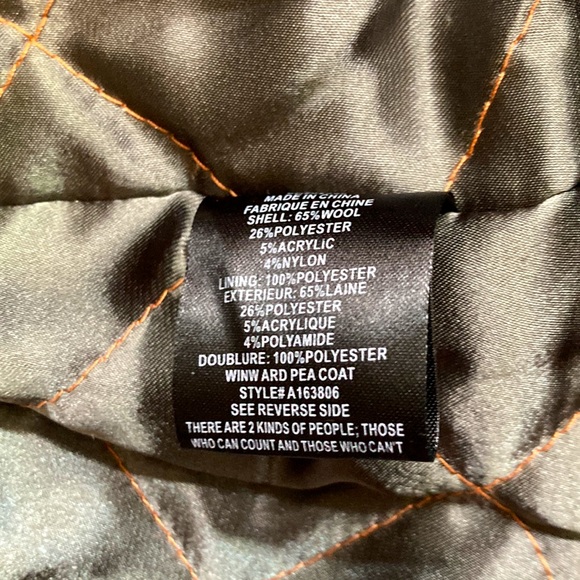 MADE IN CHINA
FABRIQUE EN CHINE
SHELL: 65%WOOL
26%POLYESTER
5%ACRYLIC
4%NYLON
LINING: 100%POLYESTER
EXTERIEUR: 65%LAINE
26%POLYESTER
5%ACRYLIQUE
4%POLYAMIDE
DOUBLURE: 100%POLYESTER
WINWARD PEA COAT
STYLE# A163806
SEE REVERSE SIDE
THERE ARE 2 KINDS OF PEOPLE; THOSE
WHO CAN COUNT AND THOSE WHO CAN'T